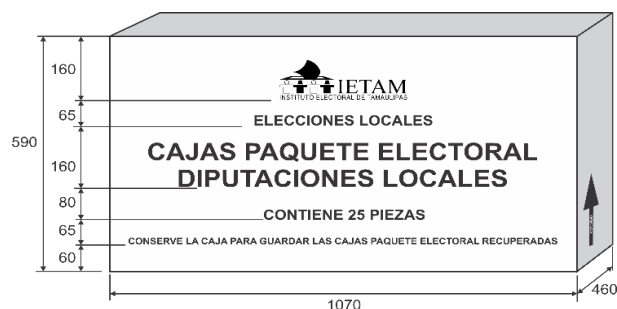 IETAM
INSTITUTO ELECTORAL DE TAMAULIPAS
ELECCIONES LOCALES
CAJAS PAQUETE ELECTORAL
DIPUTACIONES LOCALES
CONTIENE 25 PIEZAS
CONSERVE LA CAJA PARA GUARDAR LAS CAJAS PAQUETE ELECTORAL RECUPERADAS
590
160
65
160
80
65
60
1070
460